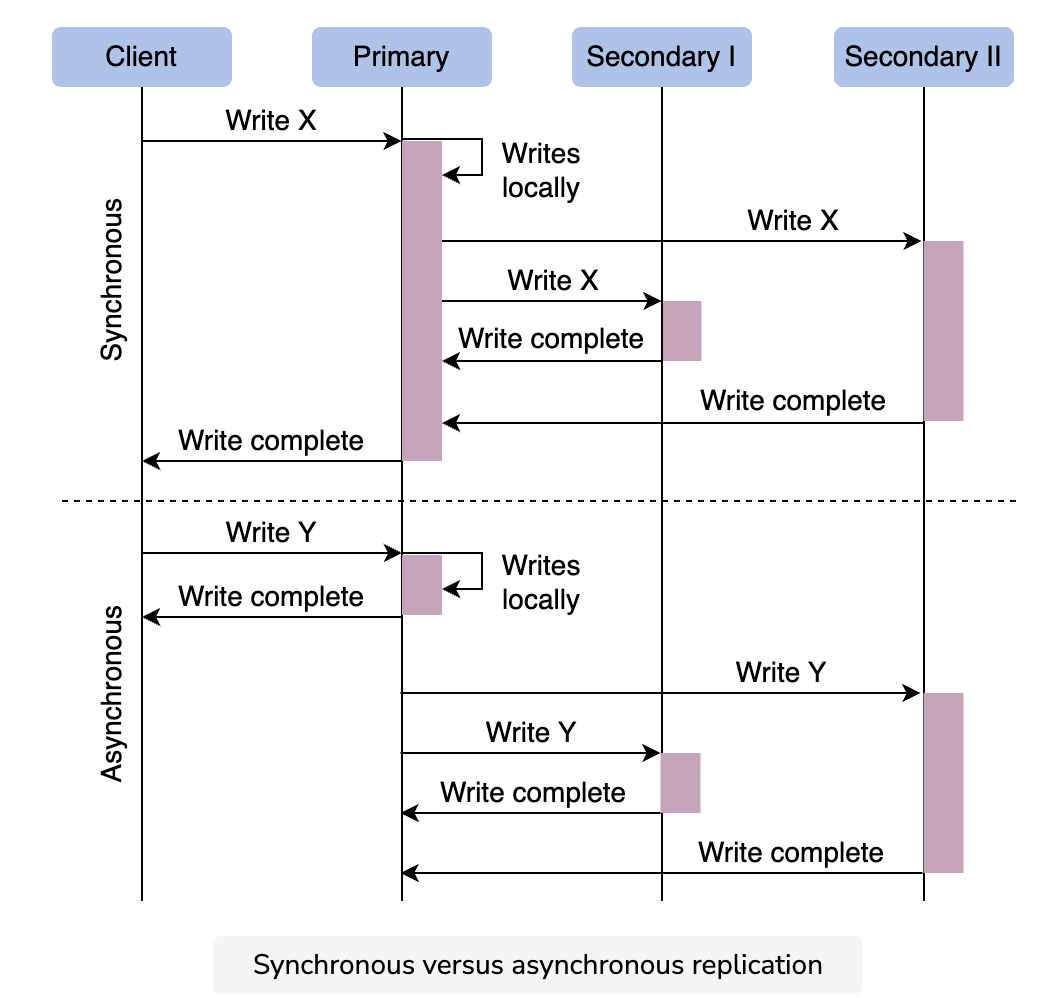 Client
Primary
Secondary I
Secondary II
Write X
Writes
locally
Write X
Write X
Write complete
Write complete
Write complete
Synchronous
Write Y
Writes
locally
Write complete
Write Y
Write Y
Write complete
Write complete
Asynchronous
Synchronous versus asynchronous replication